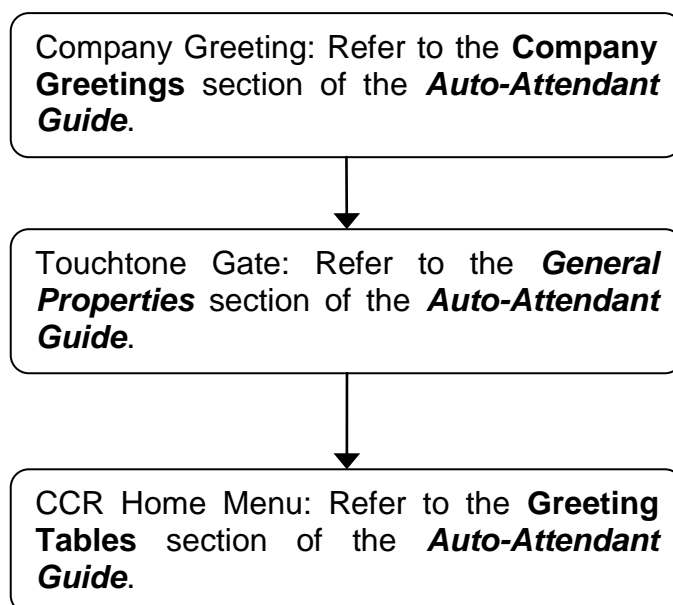 Company Greeting: Refer to the Company
Greetings section of the Auto-Attendant
Guide.
Touchtone Gate: Refer to the General
Properties section of the Auto-Attendant
Guide.
CCR Home Menu: Refer to the Greeting
Tables section of the Auto-Attendant
Guide.